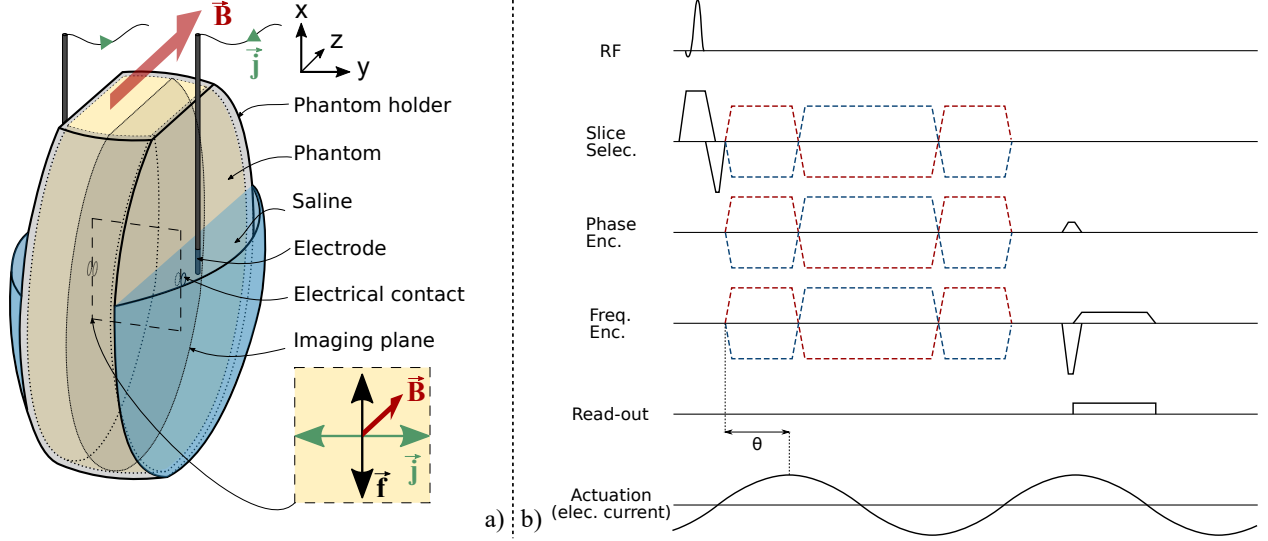 B
j
x
z
y
Phantom holder
Phantom
Saline
Electrode
Electrical contact
Imaging plane
B
j
f
a)
b)
RF
Slice
Selec.
Phase
Enc.
Freq.
Enc.
Read-out
θ
Actuation
(elec. current)